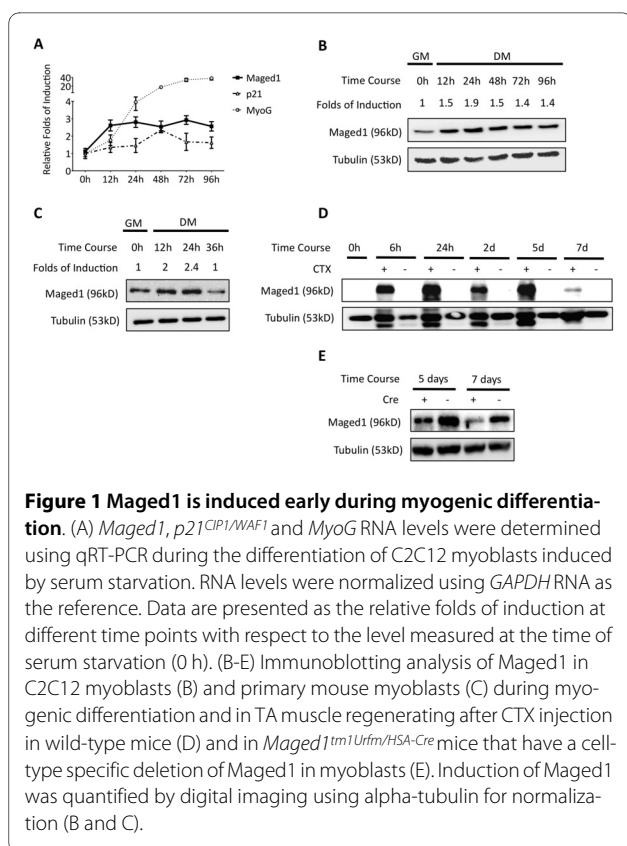 A
Relative Folds of Induction
40
20
4
3
2
1
0
0h 12h 24h 48h 72h 96h
Maged1
p21
MyoG
B
GM DM
Time Course 0h 12h 24h 48h 72h 96h
Folds of Induction 1 1.5 1.9 1.5 1.4 1.4
Maged1 (96kD)
Tubulin (53kD)
C
GM DM
Time Course 0h 12h 24h 36h
Folds of Induction 1 2 2.4 1
Maged1 (96kD)
Tubulin (53kD)
D
Time Course 0h 6h 24h 2d 5d 7d
CTX + - + - + - + - + -
Maged1 (96kD)
Tubulin (53kD)
E
Time Course 5 days 7 days
Cre + - + -
Maged1 (96kD)
Tubulin (53kD)
Figure 1 Maged1 is induced early during myogenic differentia-
tion. (A) Maged1, p21CIP1/WAF1 and MyoG RNA levels were determined
using qRT-PCR during the differentiation of C2C12 myoblasts induced
by serum starvation. RNA levels were normalized using GAPDH RNA as
the reference. Data are presented as the relative folds of induction at
different time points with respect to the level measured at the time of
serum starvation (0 h). (B-E) Immunoblotting analysis of Maged1 in
C2C12 myoblasts (B) and primary mouse myoblasts (C) during myo-
genic differentiation and in TA muscle regenerating after CTX injection
in wild-type mice (D) and in Maged1tm1Urfm/HSA-Cre mice that have a cell-
type specific deletion of Maged1 in myoblasts (E). Induction of Maged1
was quantified by digital imaging using alpha-tubulin for normaliza-
tion (B and C).